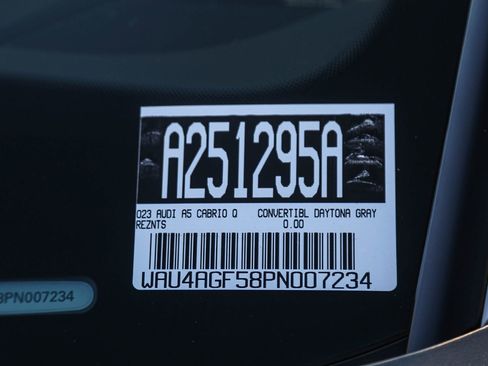 A251295A
023 AUDI A5 CABRIO Q CONVERTIBL DAYTONA GRAY
REZNTS 0.00
WAU4AGF58PN007234
8PN007234